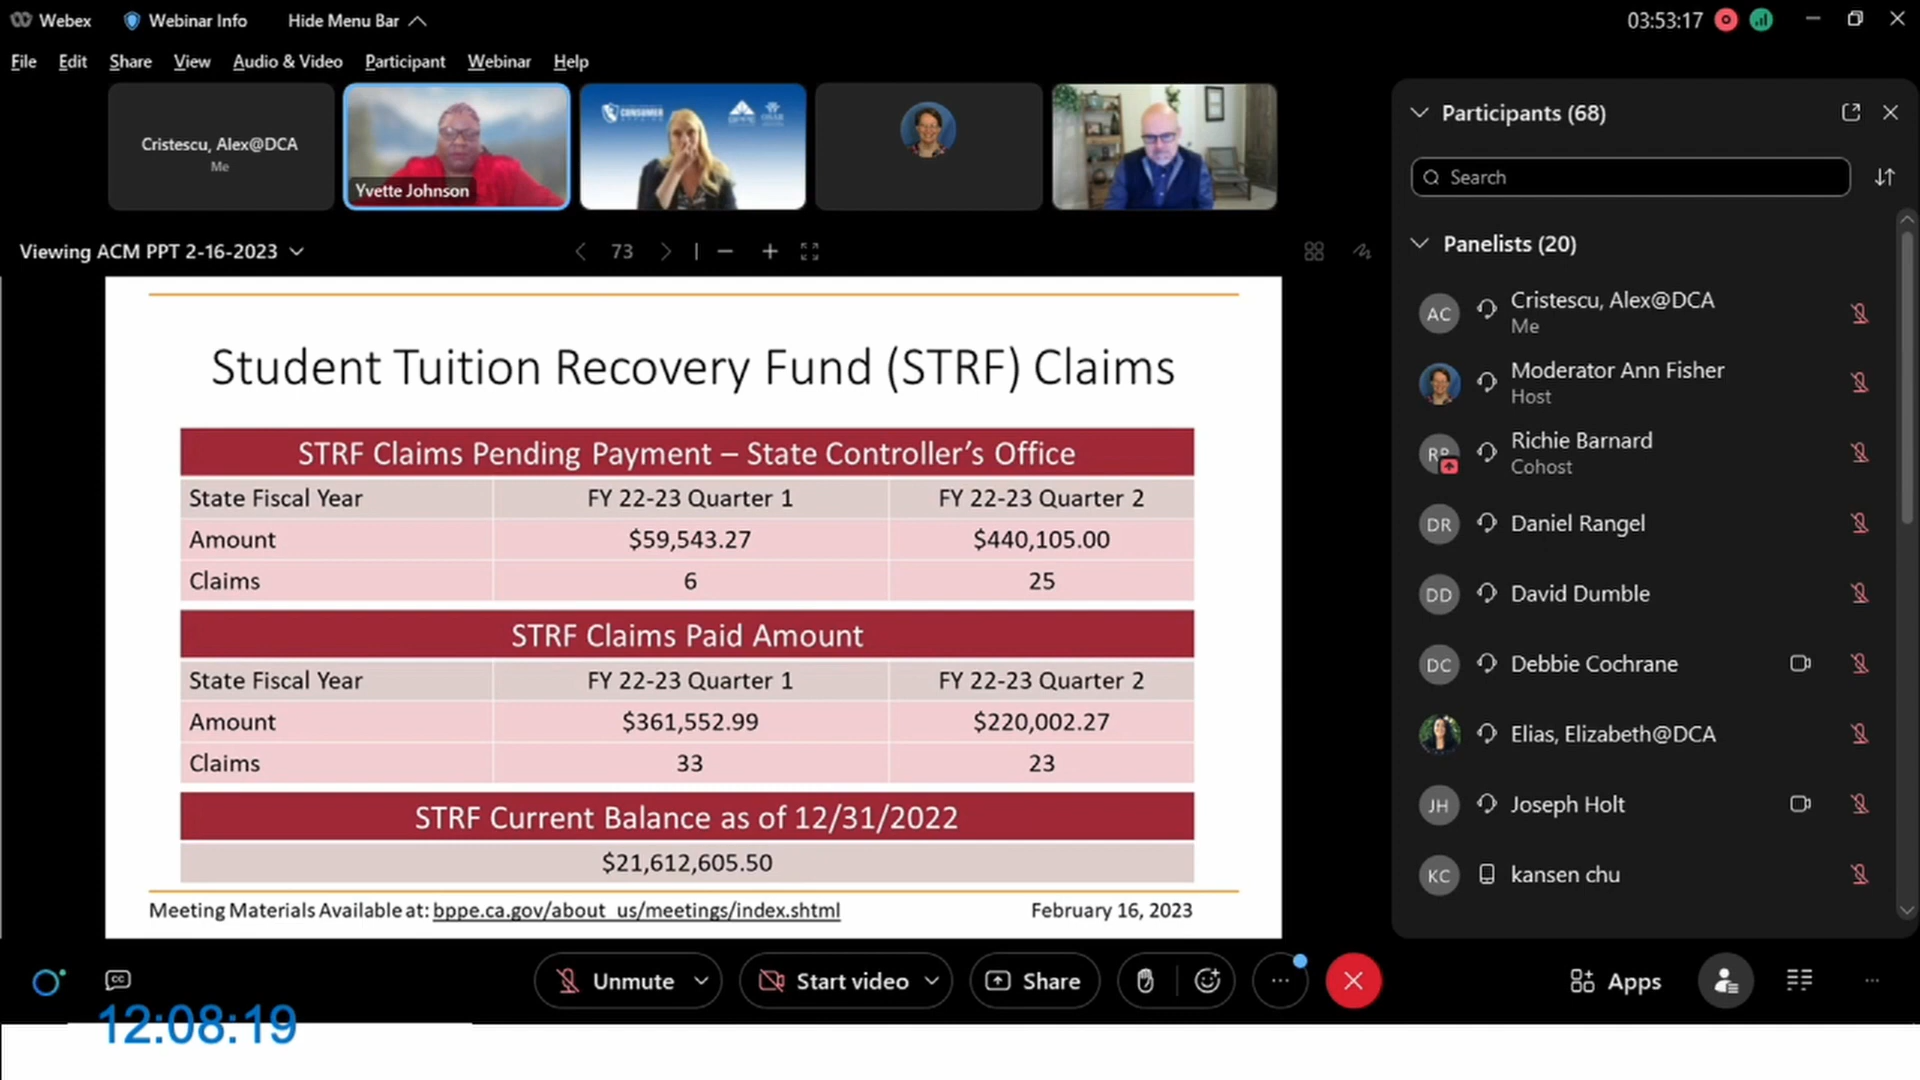 Webex
Webinar Info
Hide Menu Bar
03:53:17
File Edit Share View Audio & Video Participant Webinar Help
Cristescu, Alex@DCA
Me
Yvette Johnson
CONSUMER
Viewing ACM PPT 2-16-2023
73
Student Tuition Recovery Fund (STRF) Claims
STRF Claims Pending Payment – State Controller's Office
State Fiscal Year FY 22-23 Quarter 1 FY 22-23 Quarter 2
Amount $59,543.27 $440,105.00
Claims 6 25
STRF Claims Paid Amount
State Fiscal Year FY 22-23 Quarter 1 FY 22-23 Quarter 2
Amount $361,552.99 $220,002.27
Claims 33 23
STRF Current Balance as of 12/31/2022
$21,612,605.50
Meeting Materials Available at: bppe.ca.gov/about_us/meetings/index.shtml February 16, 2023
Participants (68)
Search
Panelists (20)
AC Cristescu, Alex@DCA
Me
Moderator Ann Fisher
Host
Richie Barnard
Cohost
DR Daniel Rangel
DD David Dumble
DC Debbie Cochrane
Elias, Elizabeth@DCA
JH Joseph Holt
KC kansen chu
CC
Unmute
Start video
Share
Apps
12:08:19